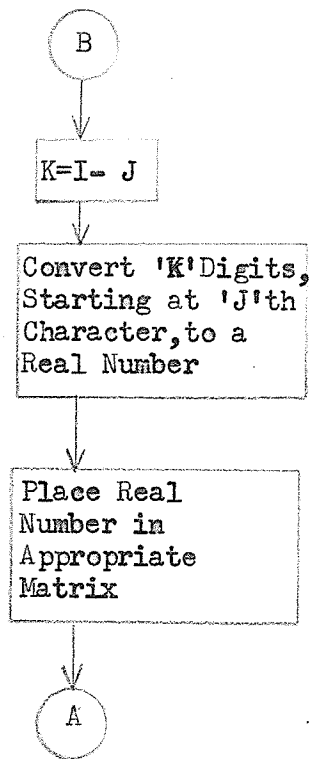 B
K=I- J
Convert 'K'Digits,
Starting at 'J'th
Character,to a
Real Number
Place Real
Number in
Appropriate
Matrix
A